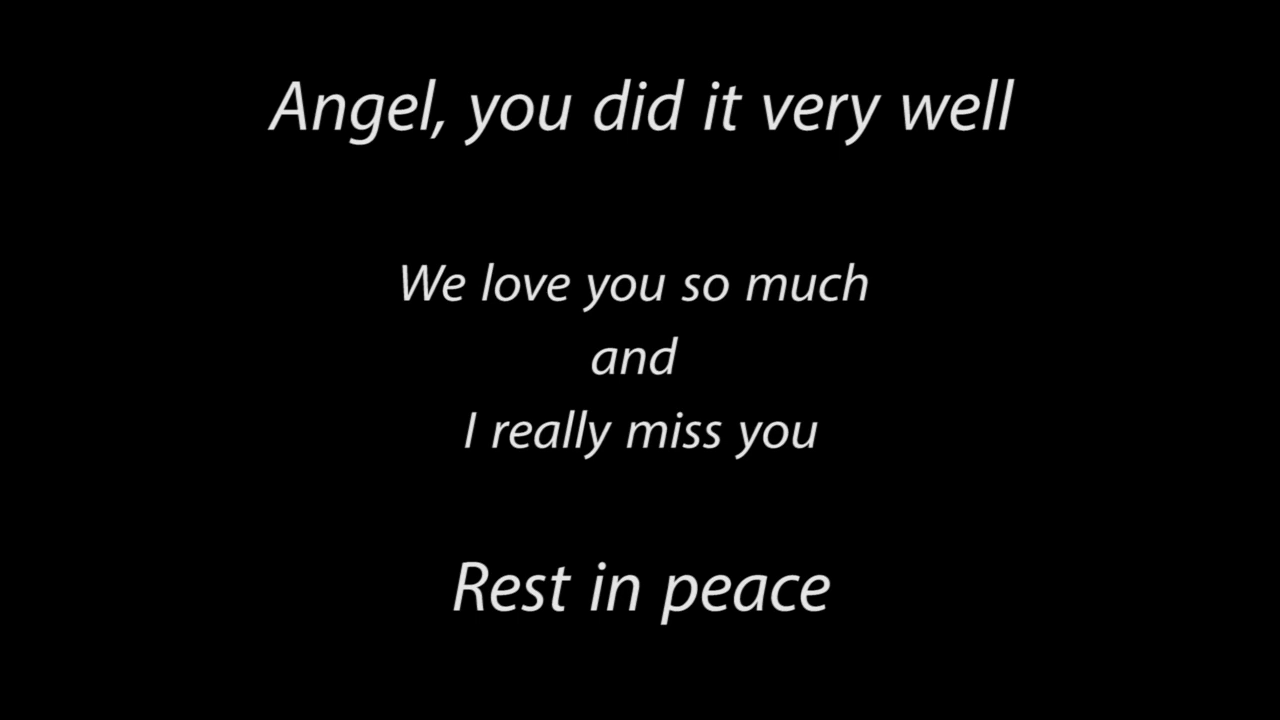 Angel, you did it very well
We love you so much
and
I really miss you
Rest in peace